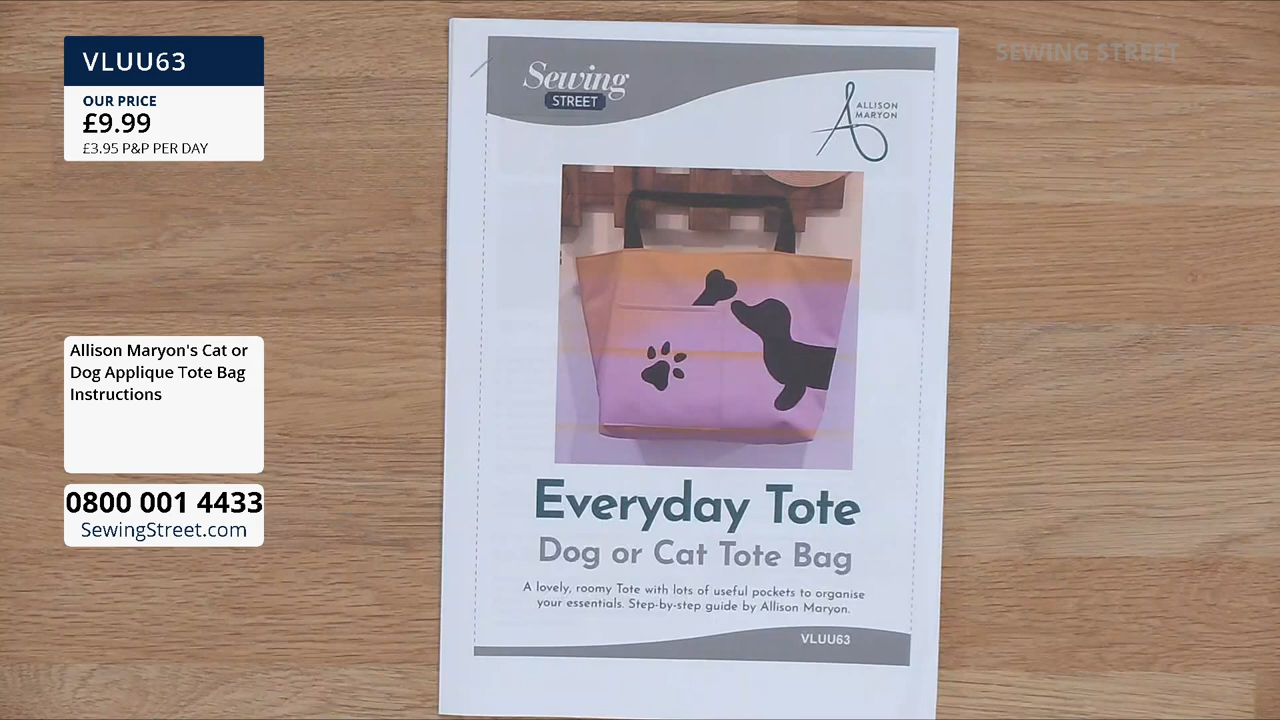 VLUU63
OUR PRICE
£9.99
£3.95 P&P PER DAY
Allison Maryon's Cat or
Dog Applique Tote Bag
Instructions
0800 001 4433
SewingStreet.com
SEWING STREET
Sewing
STREET
ALLISON
MARYON
Everyday Tote
Dog or Cat Tote Bag
A lovely, roomy Tote with lots of useful pockets to organise
your essentials. Step-by-step guide by Allison Maryon.
VLUU63